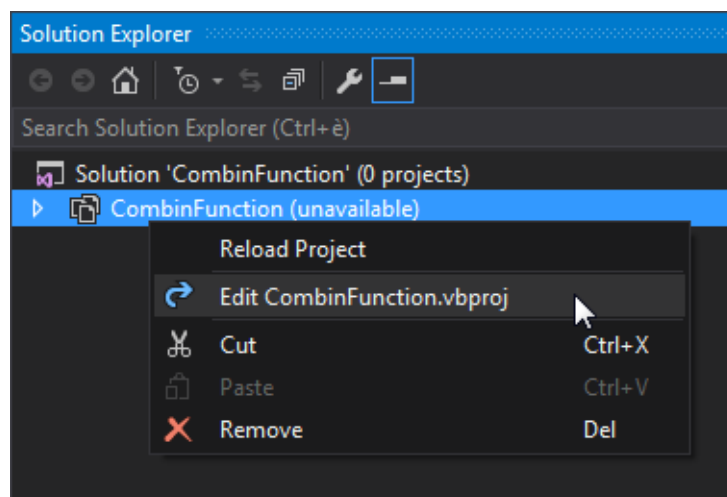 Solution Explorer
Search Solution Explorer (Ctrl+è)
Solution 'CombinFunction' (0 projects)
CombinFunction (unavailable)
Reload Project
Edit CombinFunction.vbproj
Cut Ctrl+X
Paste Ctrl+V
Remove Del